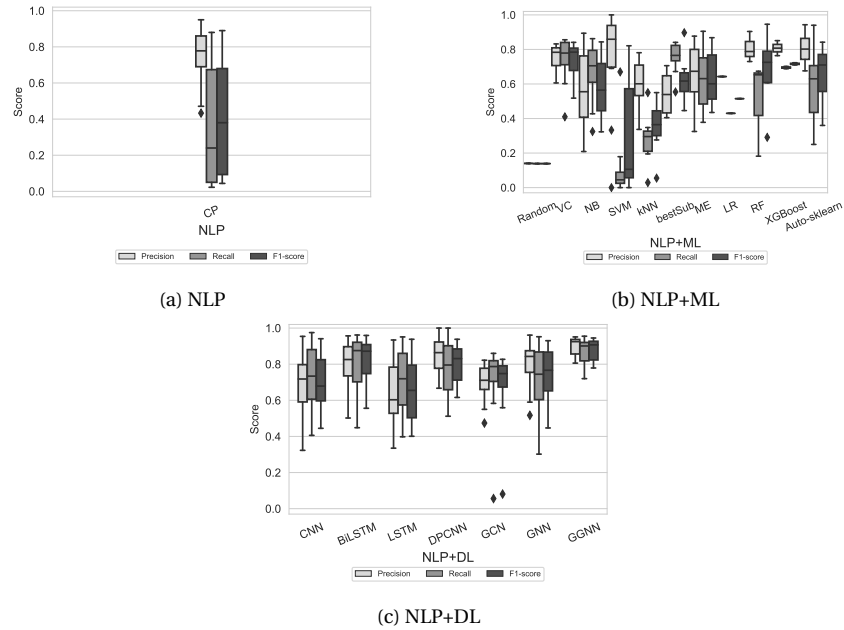 1.0
0.8
0.6
0.4
0.2
0.0
Score
CP
NLP
Precision Recall F1-score
(a) NLP
1.0
0.8
0.6
0.4
0.2
0.0
Score
Random VC NB SVM kNN bestSub ME LR RF XGBoost Auto-sklearn
NLP+ML
Precision Recall F1-score
(b) NLP+ML
1.0
0.8
0.6
0.4
0.2
0.0
Score
CNN BiLSTM LSTM DPCNN GCN GNN GGNN
NLP+DL
Precision Recall F1-score
(c) NLP+DL